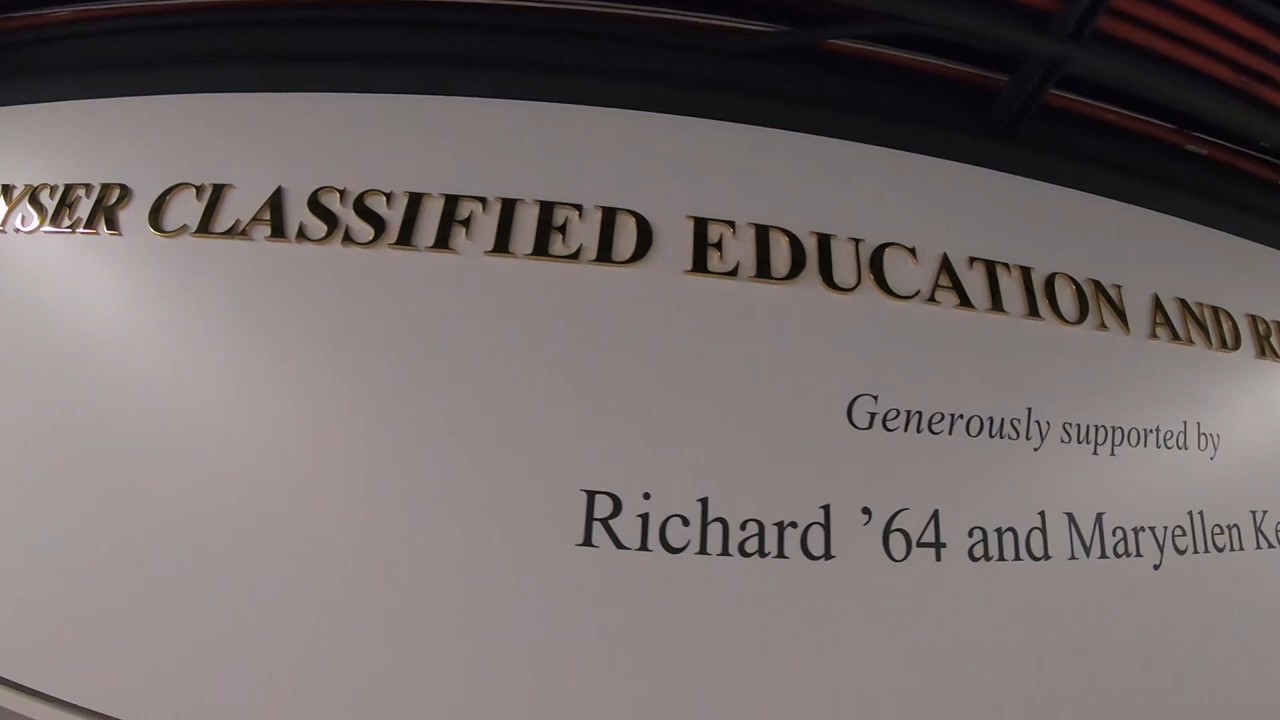 YSER CLASSIFIED EDUCATION AND R
Generously supported by
Richard ’64 and Maryellen Ke